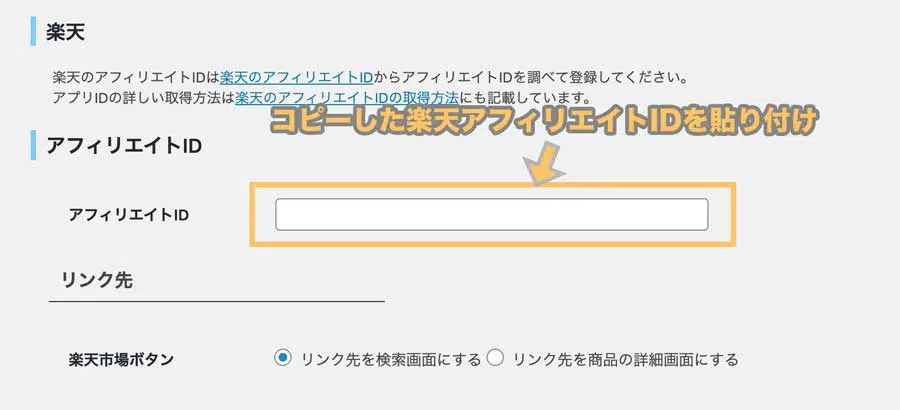 楽天
楽天のアフィリエイトIDは楽天のアフィリエイトIDからアフィリエイトIDを調べて登録してください。
アプリIDの詳しい取得方法は楽天のアフィリエイトIDの取得方法にも記載しています。
コピーした楽天アフィリエイトIDを貼り付け
アフィリエイトID
アフィリエイトID
リンク先
楽天市場ボタン リンク先を検索画面にする リンク先を商品の詳細画面にする